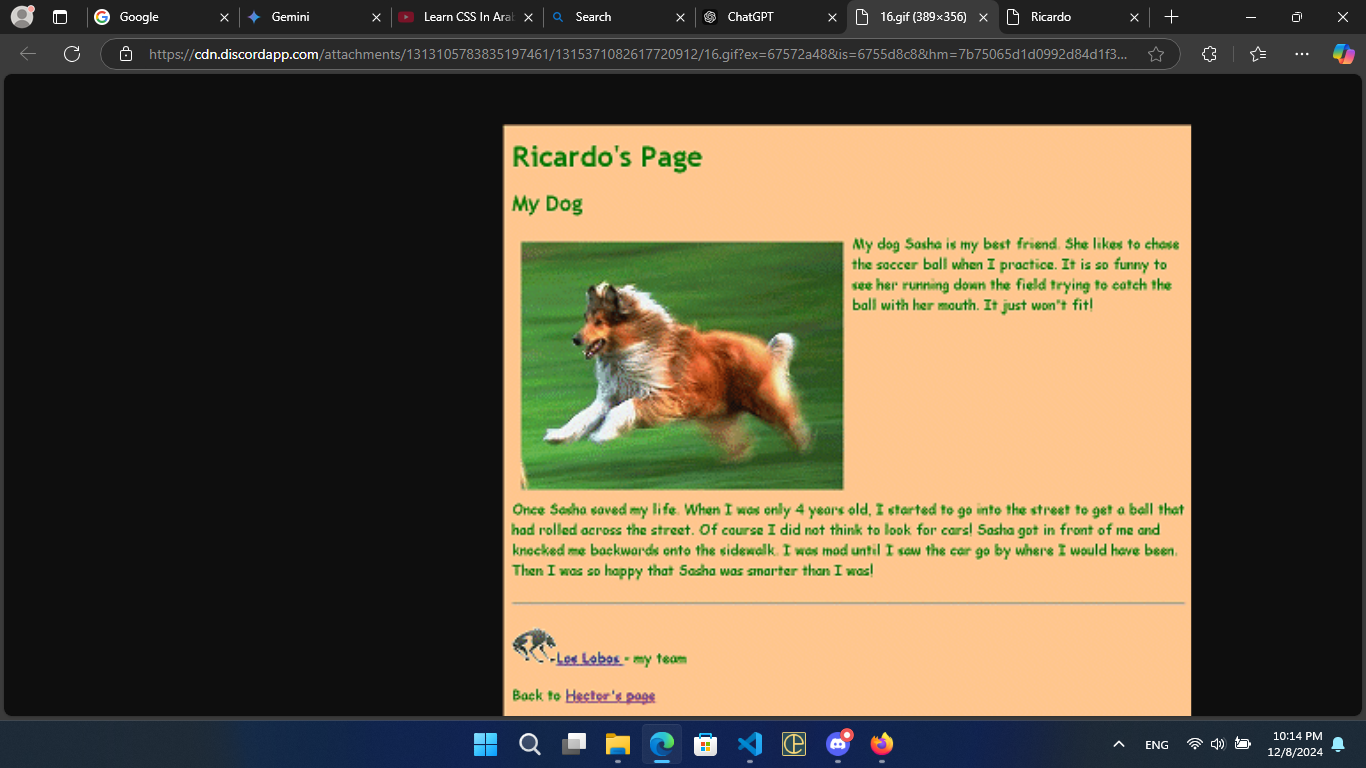 Google
Gemini
Learn CSS In Ara
Search
ChatGPT
16.gif (389×356)
Ricardo
https://cdn.discordapp.com/attachments/1313105783835197461/1315371082617720912/16.gif?ex=67572a48&is=6755d8c8&hm=7b75065d1d0992d84d1f3...
Ricardo's Page
My Dog
My dog Sasha is my best friend. She likes to chase
the soccer ball when I practice. It is so funny to
see her running down the field trying to catch the
ball with her mouth. It just won't fit!
Once Sasha saved my life. When I was only 4 years old, I started to go into the street to get a ball that
had rolled across the street. Of course I did not think to look for cars! Sasha got in front of me and
knocked me backwards onto the sidewalk. I was mad until I saw the car go by where I would have been.
Then I was so happy that Sasha was smarter than I was!
Los Lobos - my team
Back to Hector's page
ENG
10:14 PM
12/8/2024